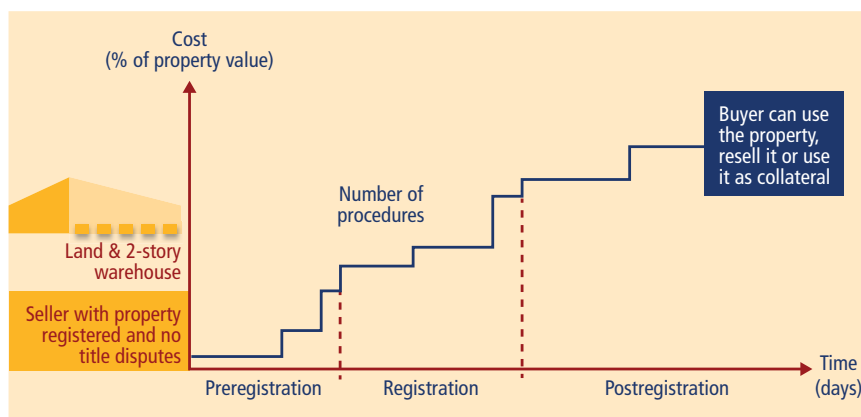 Cost
(% of property value)
Buyer can use
the property,
resell it or use
it as collateral
Number of
procedures
Land & 2-story
warehouse
Seller with property
registered and no
title disputes
Preregistration
Registration
Postregistration
Time
(days)